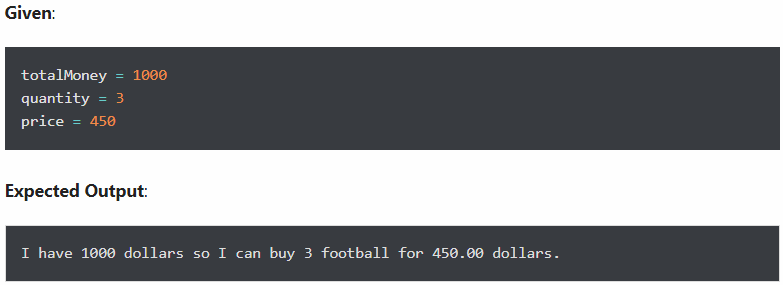 Given:
totalMoney = 1000
quantity = 3
price = 450
Expected Output:
I have 1000 dollars so I can buy 3 football for 450.00 dollars.